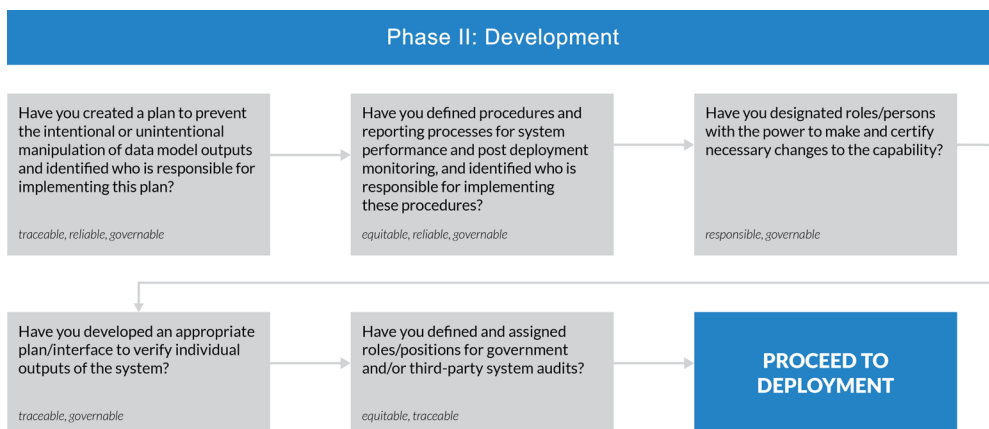 Phase II: Development
Have you created a plan to prevent
the intentional or unintentional
manipulation of data model outputs
and identified who is responsible for
implementing this plan?
traceable, reliable, governable
Have you defined procedures and
reporting processes for system
performance and post deployment
monitoring, and identified who is
responsible for implementing
these procedures?
equitable, reliable, governable
Have you designated roles/persons
with the power to make and certify
necessary changes to the capability?
responsible, governable
Have you developed an appropriate
plan/interface to verify individual
outputs of the system?
traceable, governable
Have you defined and assigned
roles/positions for government
and/or third-party system audits?
equitable, traceable
PROCEED TO
DEPLOYMENT